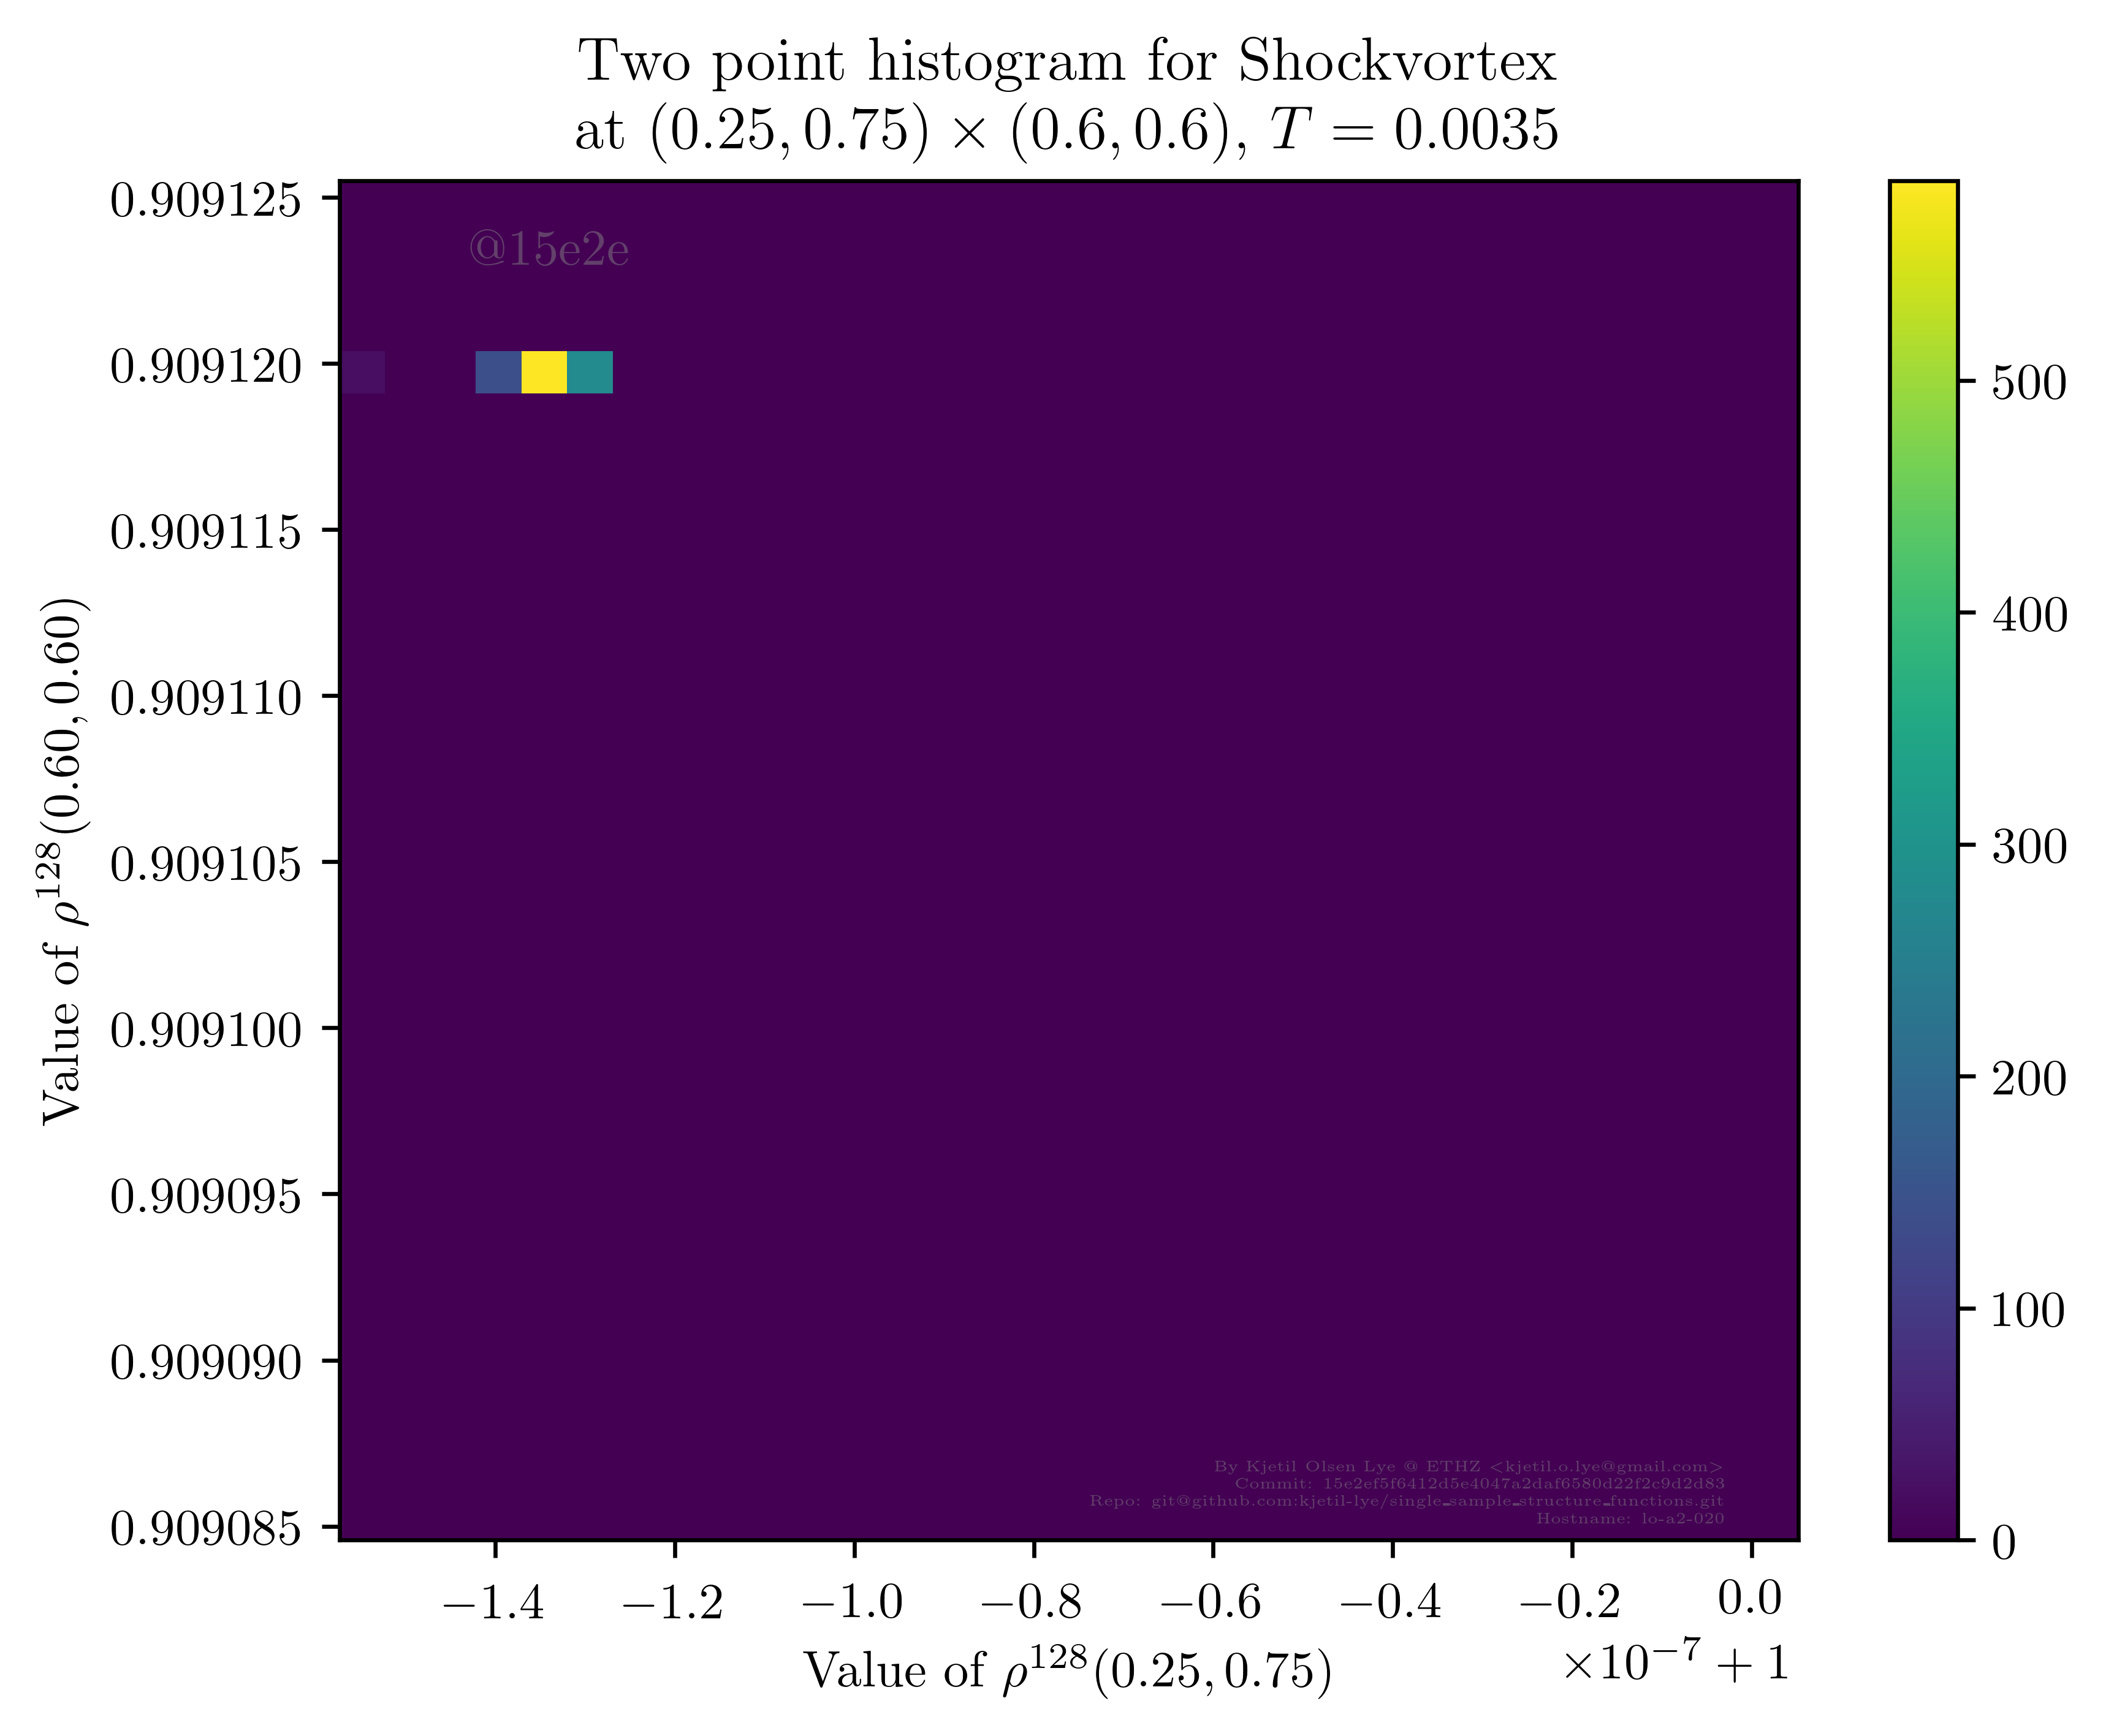 Two point histogram for Shockvortex
at (0.25, 0.75) × (0.6, 0.6), T = 0.0035
@15e2e
0.909125
0.909120
0.909115
0.909110
0.909105
0.909100
0.909095
0.909090
0.909085
Value of ρ^128(0.60, 0.60)
500
400
300
200
100
0
By Kjetil Olsen Lye @ ETHZ <kjetil.o.lye@gmail.com>
Commit: 15e2ef5f6412d5e4047a2daf6580d22f2c9d2d83
Repo: git@github.com:kjetil-lye/single_sample_structure_functions.git
Hostname: lo-a2-020
−1.4 −1.2 −1.0 −0.8 −0.6 −0.4 −0.2 0.0
Value of ρ^128(0.25, 0.75)
×10^−7 + 1